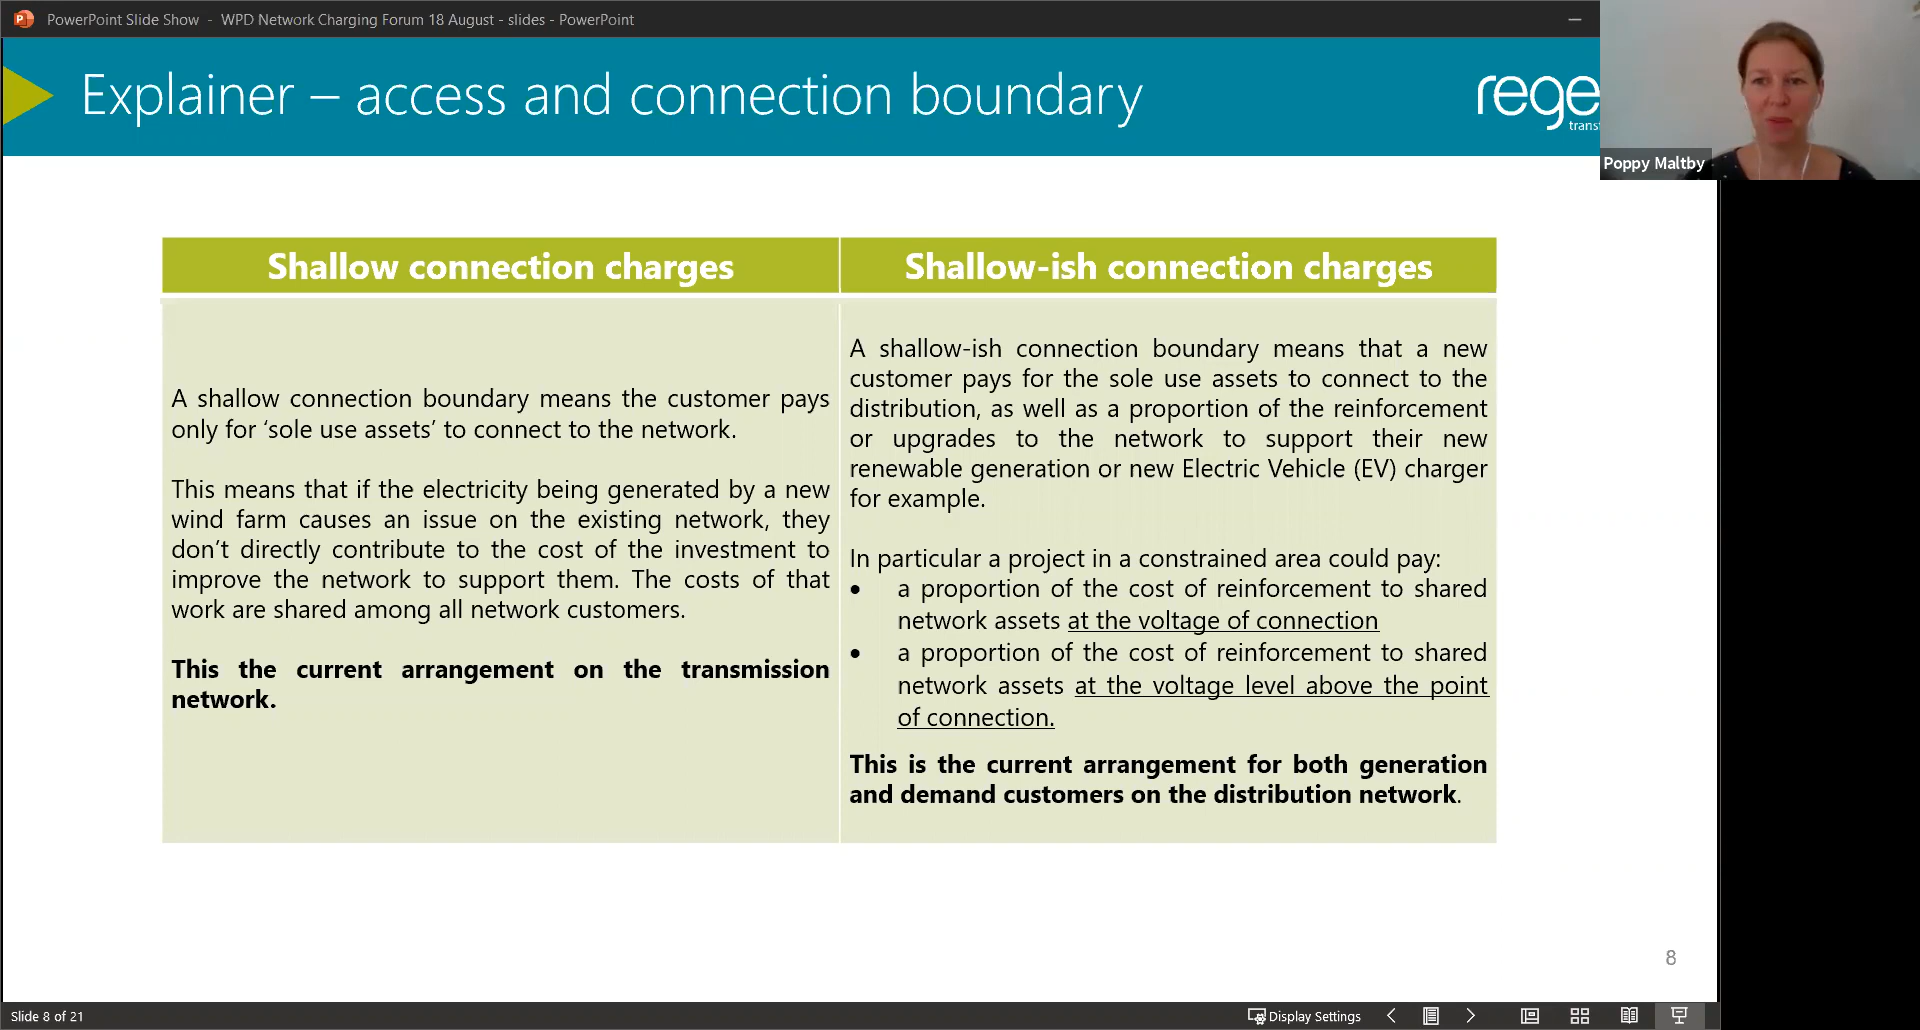 PowerPoint Slide Show - WPD Network Charging Forum 18 August - slides - PowerPoint
Explainer – access and connection boundary
rege
trans
Poppy Maltby
Shallow connection charges
A shallow connection boundary means the customer pays
only for ‘sole use assets’ to connect to the network.
This means that if the electricity being generated by a new
wind farm causes an issue on the existing network, they
don’t directly contribute to the cost of the investment to
improve the network to support them. The costs of that
work are shared among all network customers.
This the current arrangement on the transmission
network.
Shallow-ish connection charges
A shallow-ish connection boundary means that a new
customer pays for the sole use assets to connect to the
distribution, as well as a proportion of the reinforcement
or upgrades to the network to support their new
renewable generation or new Electric Vehicle (EV) charger
for example.
In particular a project in a constrained area could pay:
• a proportion of the cost of reinforcement to shared
network assets at the voltage of connection
• a proportion of the cost of reinforcement to shared
network assets at the voltage level above the point
of connection.
This is the current arrangement for both generation
and demand customers on the distribution network.
8
Slide 8 of 21
Display Settings